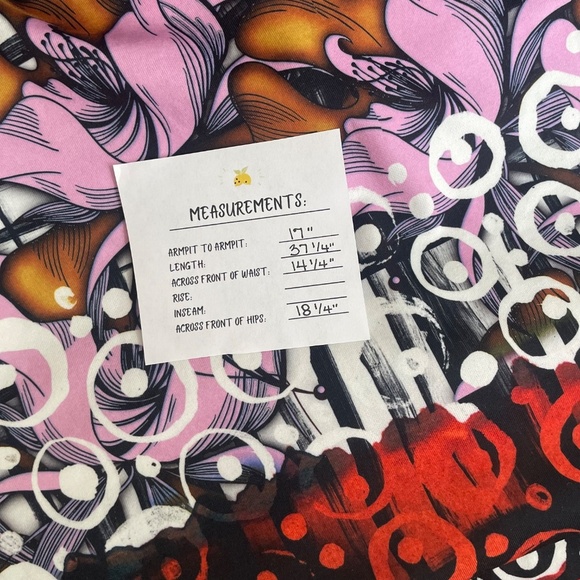 MEASUREMENTS:
ARMPIT TO ARMPIT: 17"
LENGTH: 37 1/4"
ACROSS FRONT OF WAIST: 14 1/4"
RISE:
INSEAM:
ACROSS FRONT OF HIPS: 18 1/4"